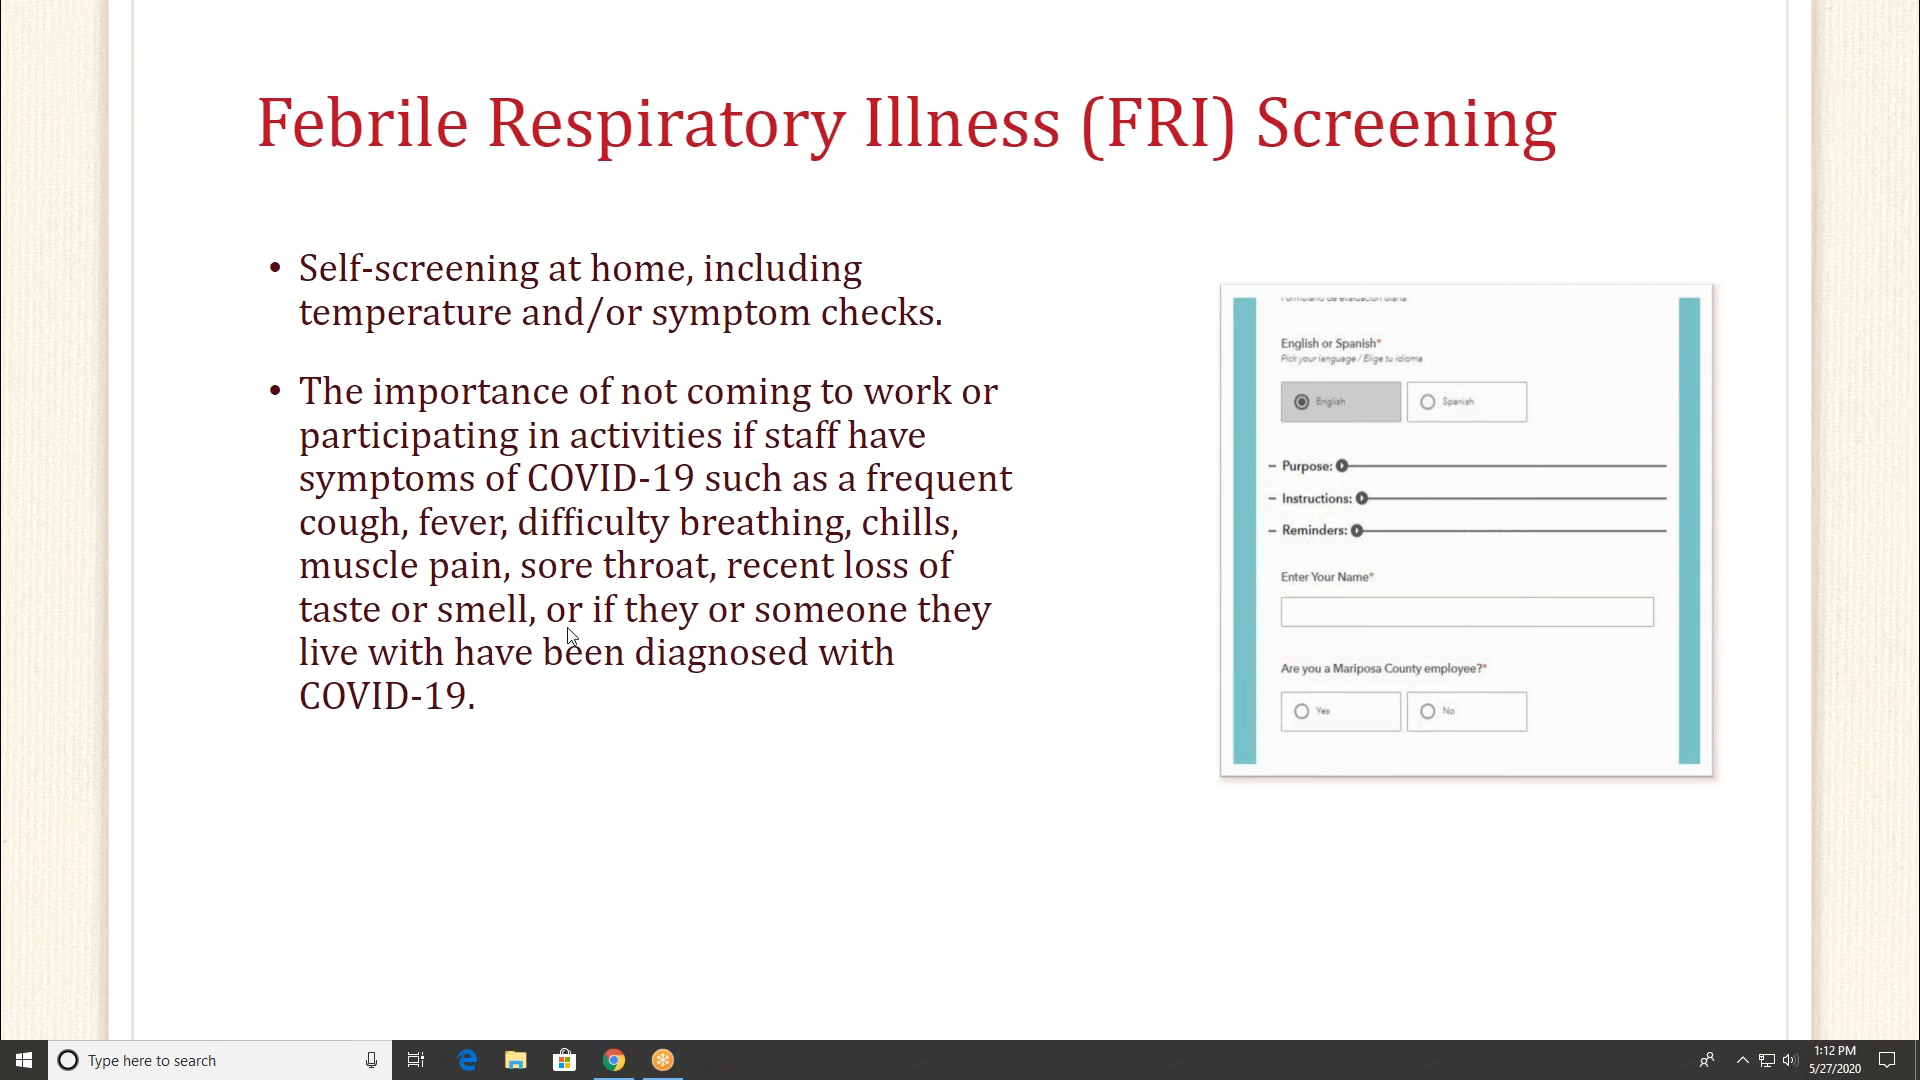 Febrile Respiratory Illness (FRI) Screening
• Self-screening at home, including
temperature and/or symptom checks.
• The importance of not coming to work or
participating in activities if staff have
symptoms of COVID-19 such as a frequent
cough, fever, difficulty breathing, chills,
muscle pain, sore throat, recent loss of
taste or smell, or if they or someone they
live with have been diagnosed with
COVID-19.
Formulario de evaluación diaria
English or Spanish*
Pick your language / Elige tu idioma
English Spanish
Purpose:
Instructions:
Reminders:
Enter Your Name*
Are you a Mariposa County employee?*
Yes No
Type here to search
1:12 PM
5/27/2020